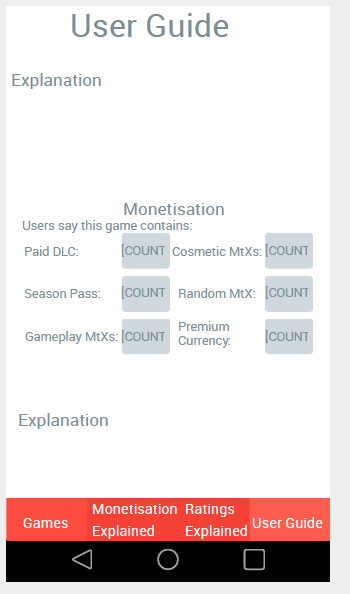 User Guide
Explanation
Monetisation
Users say this game contains:
Paid DLC: [COUNT Cosmetic MtXs: [COUNT
Season Pass: [COUNT Random MtX: [COUNT
Gameplay MtXs: [COUNT Premium Currency: [COUNT
Explanation
Games
Monetisation Explained
Ratings Explained
User Guide